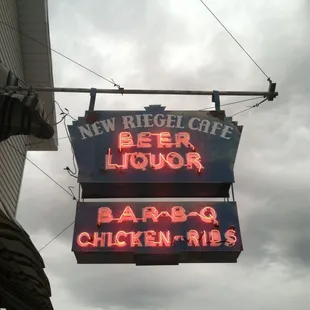 NEW RIEGEL CAFE
BEER
LIQUOR
BAR-B-Q
CHICKEN-RIBS